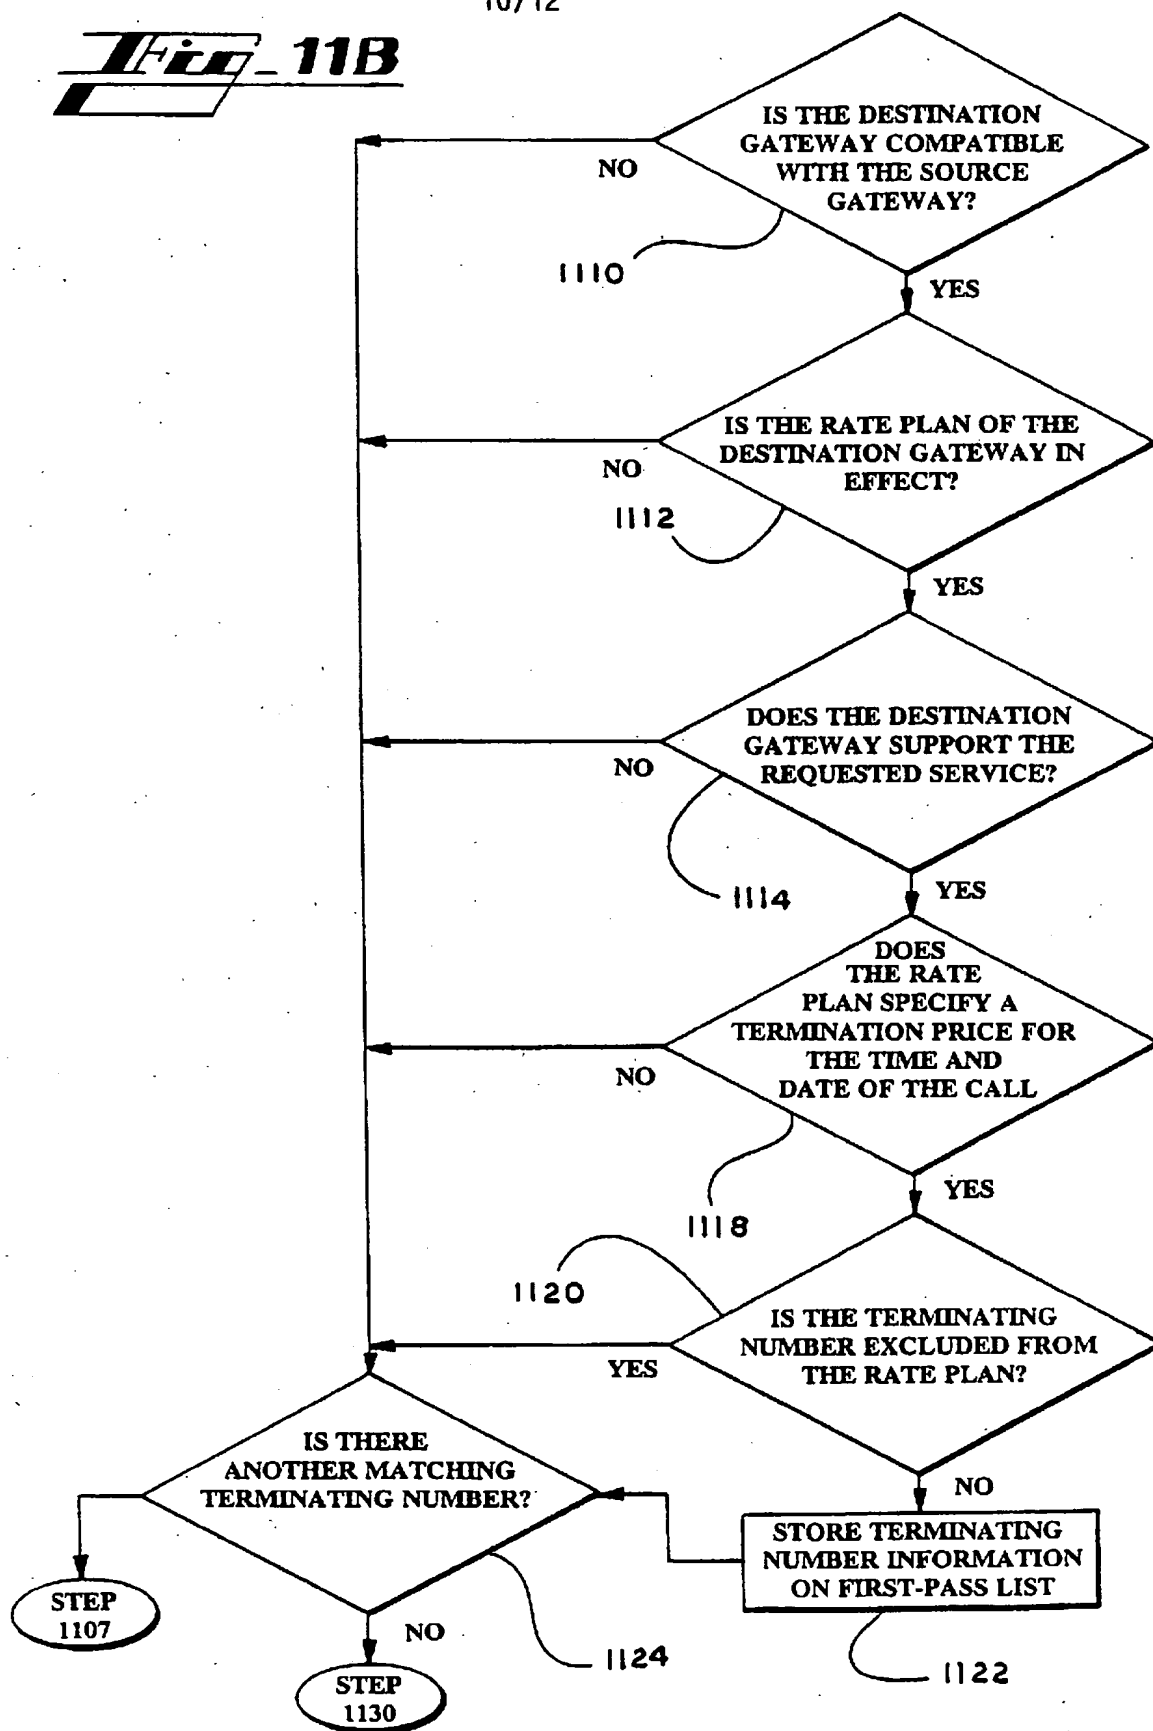 10/12
Fig_11B
IS THE DESTINATION
GATEWAY COMPATIBLE
WITH THE SOURCE
GATEWAY?
NO
1110
YES
IS THE RATE PLAN OF THE
DESTINATION GATEWAY IN
EFFECT?
NO
1112
YES
DOES THE DESTINATION
GATEWAY SUPPORT THE
REQUESTED SERVICE?
NO
1114
YES
DOES
THE RATE
PLAN SPECIFY A
TERMINATION PRICE FOR
THE TIME AND
DATE OF THE CALL
NO
1118
YES
1120
IS THE TERMINATING
NUMBER EXCLUDED FROM
THE RATE PLAN?
YES
NO
IS THERE
ANOTHER MATCHING
TERMINATING NUMBER?
STORE TERMINATING
NUMBER INFORMATION
ON FIRST-PASS LIST
STEP
1107
NO
1124
1122
STEP
1130